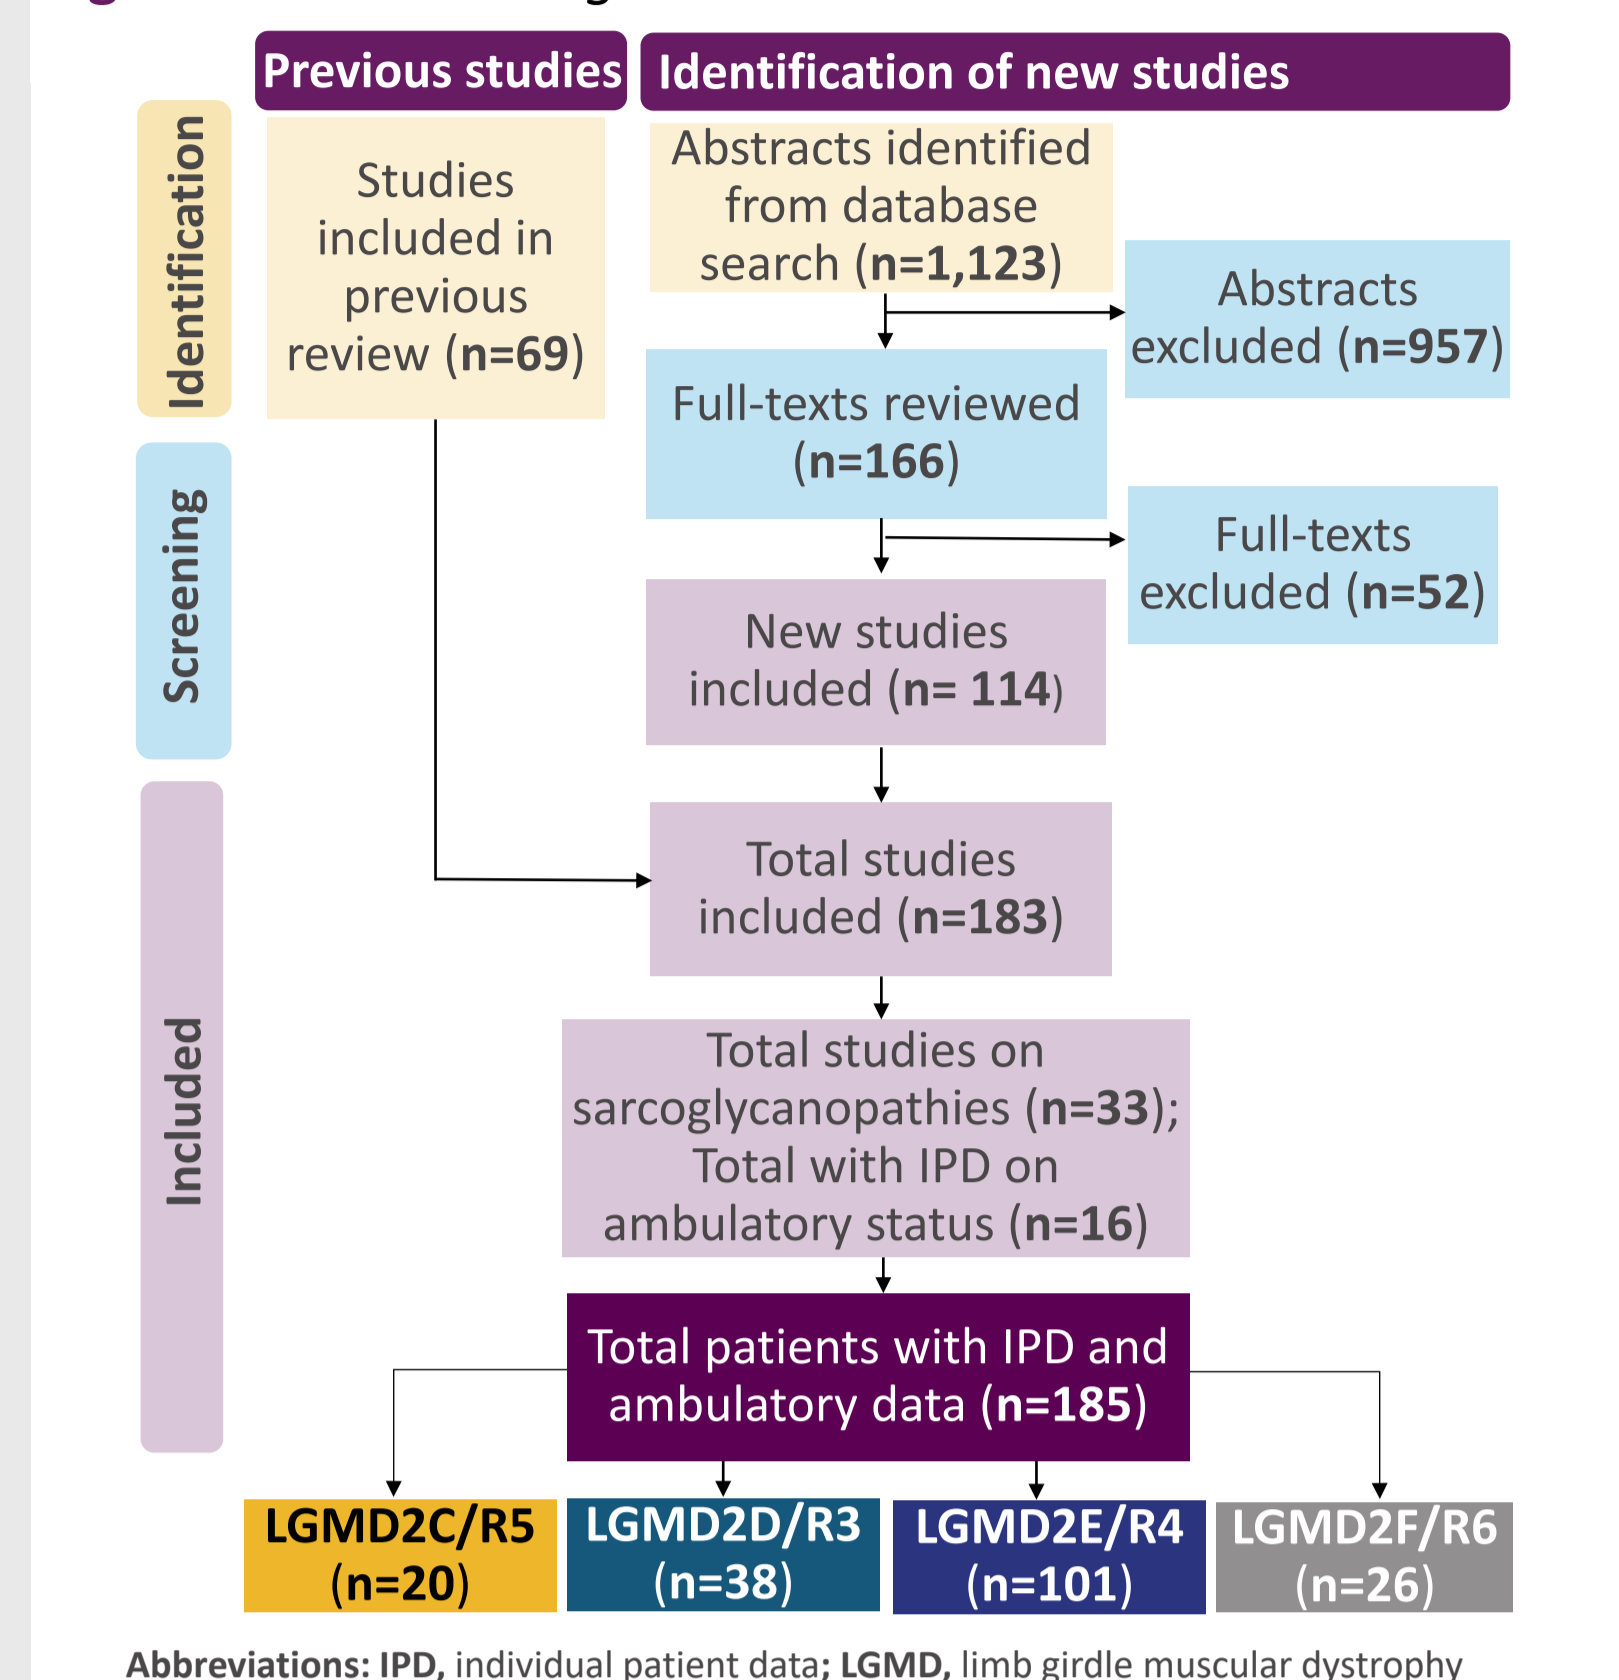 Previous studies
Identification of new studies
Identification
Studies
included in
previous
review (n=69)
Abstracts identified
from database
search (n=1,123)
Abstracts
excluded (n=957)
Screening
Full-texts reviewed
(n=166)
Full-texts
excluded (n=52)
New studies
included (n= 114)
Included
Total studies
included (n=183)
Total studies on
sarcoglycanopathies (n=33);
Total with IPD on
ambulatory status (n=16)
Total patients with IPD and
ambulatory data (n=185)
LGMD2C/R5
(n=20)
LGMD2D/R3
(n=38)
LGMD2E/R4
(n=101)
LGMD2F/R6
(n=26)
Abbreviations: IPD, individual patient data; LGMD, limb girdle muscular dystrophy